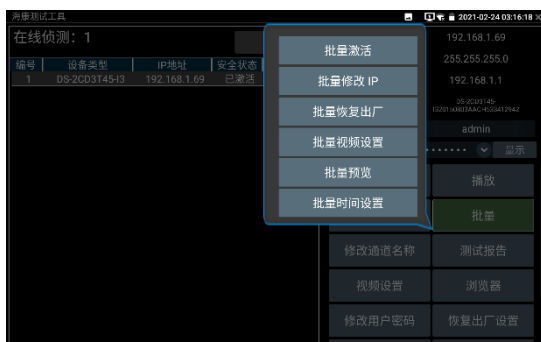 海康测试工具
2021-02-24 03:16:18
在线侦测：1
编号 设备类型 IP地址 安全状态
1 DS-2CD3T45-I3 192.168.1.69 已激活
批量激活
批量修改 IP
批量恢复出厂
批量视频设置
批量预览
批量时间设置
192.168.1.69
255.255.255.0
192.168.1.1
DS-2CD3T45-
admin
显示
播放
批量
修改通道名称 测试报告
视频设置 浏览器
修改用户密码 恢复出厂设置